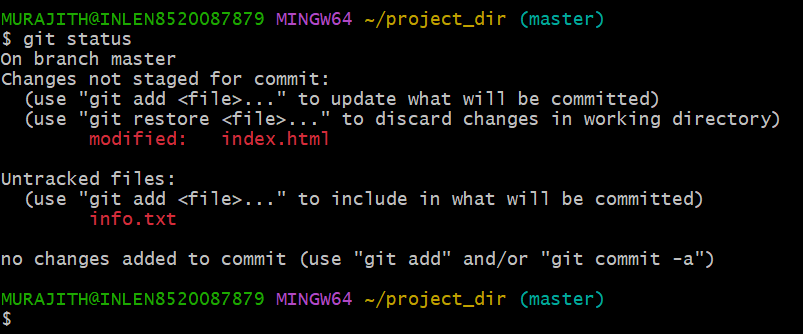 MURAJITH@INLEN8520087879 MINGW64 ~/project_dir (master)
$ git status
On branch master
Changes not staged for commit:
  (use "git add <file>..." to update what will be committed)
  (use "git restore <file>..." to discard changes in working directory)
        modified:   index.html

Untracked files:
  (use "git add <file>..." to include in what will be committed)
        info.txt

no changes added to commit (use "git add" and/or "git commit -a")

MURAJITH@INLEN8520087879 MINGW64 ~/project_dir (master)
$